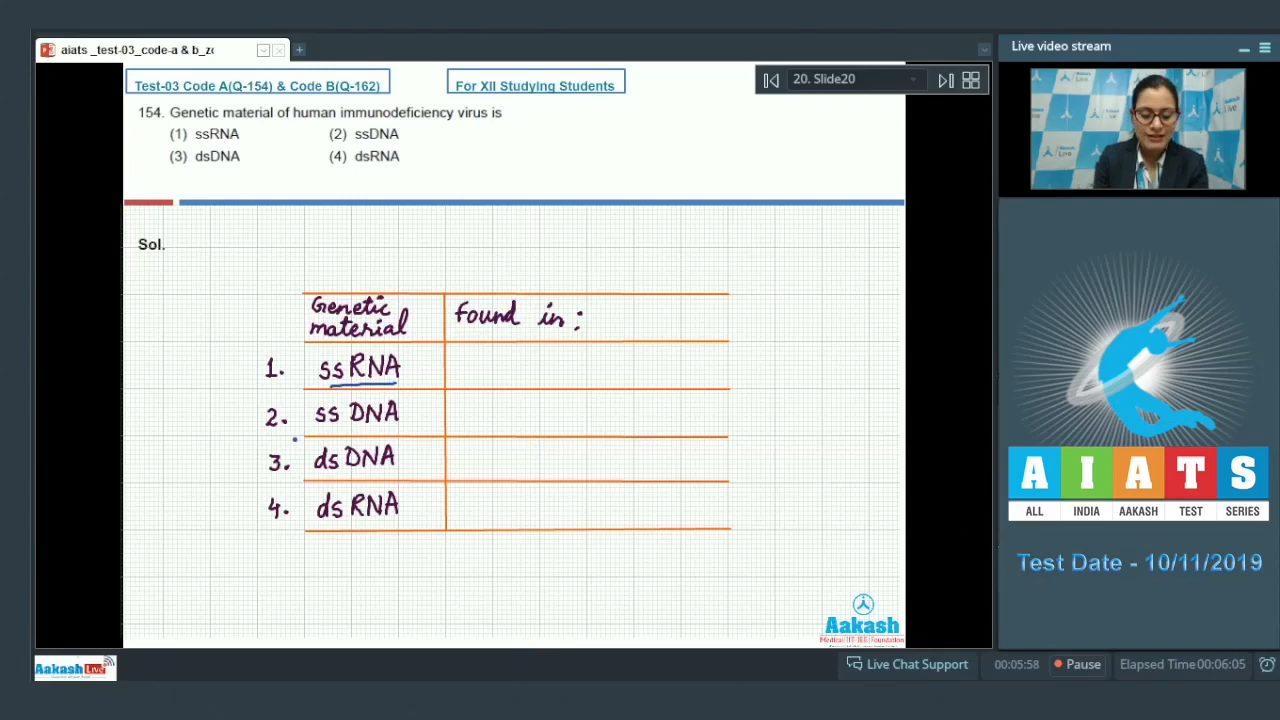 aiats _test-03_code-a & b_zo
Live video stream
Test-03 Code A(Q-154) & Code B(Q-162)
For XII Studying Students
20. Slide20
154. Genetic material of human immunodeficiency virus is
(1) ssRNA (2) ssDNA
(3) dsDNA (4) dsRNA
Sol.
Genetic material Found in :
1. ssRNA
2. ss DNA
3. ds DNA
4. ds RNA
Aakash
Medical|IIT-JEE|Foundation
A I A T S
ALL INDIA AAKASH TEST SERIES
Test Date - 10/11/2019
Aakash Live
Live Chat Support
00:05:58
Pause
Elapsed Time 00:06:05